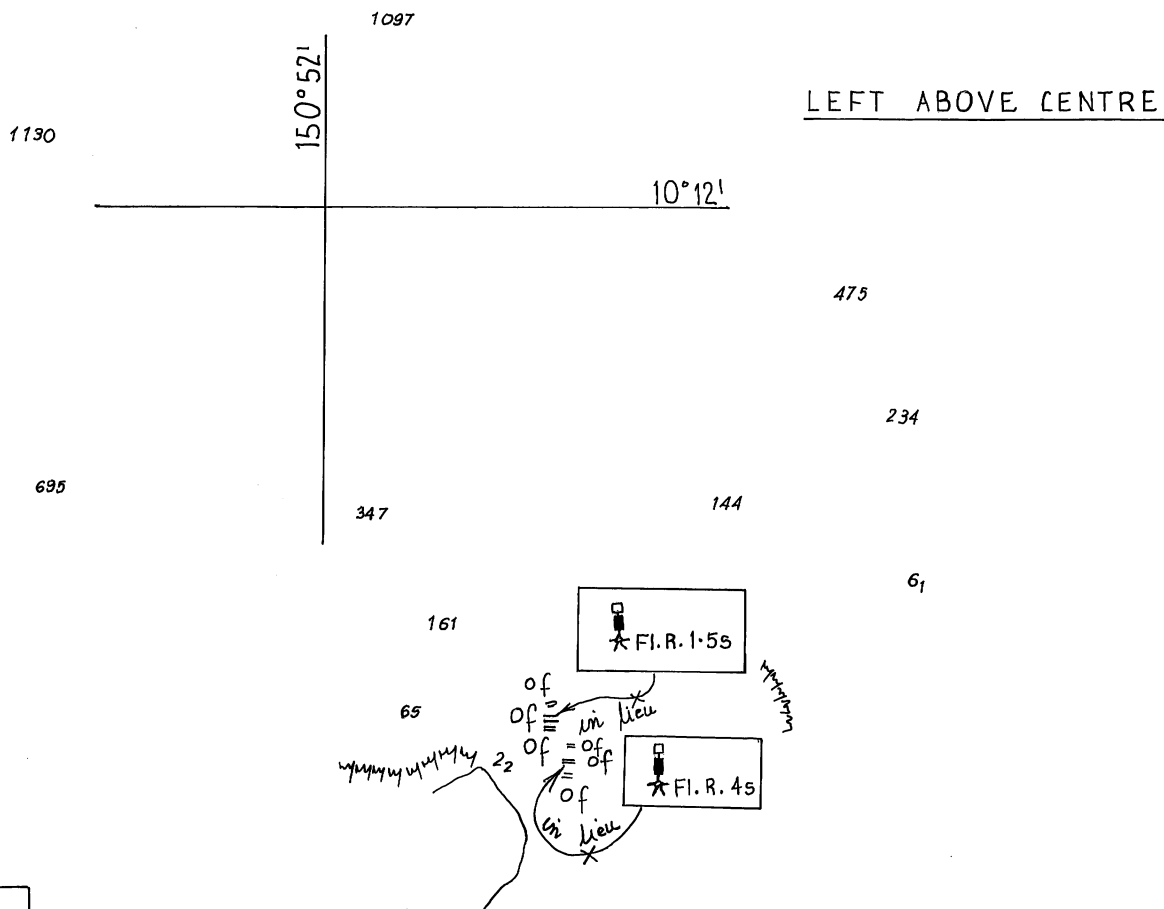 1097
150°52'
LEFT ABOVE CENTRE
1130
10°12'
475
234
695
347
144
6₁
161
Fl.R.1·5s
of
65
of
in lieu
of
of
2₂
of
Fl.R.4s
of
in lieu